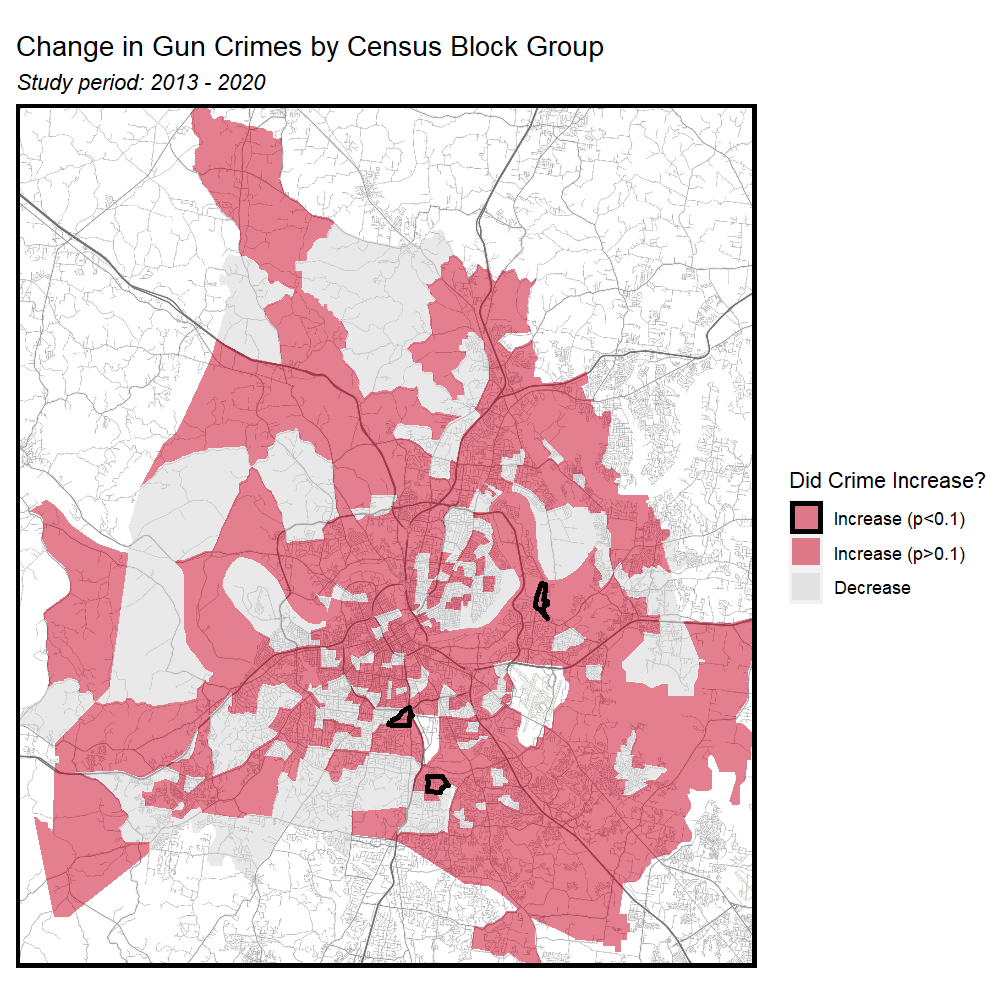 Change in Gun Crimes by Census Block Group
Study period: 2013 - 2020
Did Crime Increase?
Increase (p<0.1)
Increase (p>0.1)
Decrease